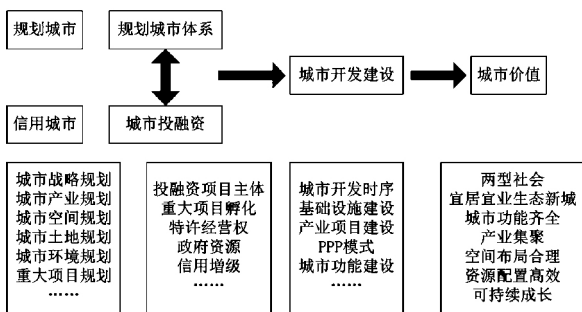 规划城市
规划城市体系
城市开发建设
城市价值
信用城市
城市投融资
城市战略规划
城市产业规划
城市空间规划
城市土地规划
城市环境规划
重大项目规划
……
投融资项目主体
重大项目孵化
特许经营权
政府资源
信用增级
……
城市开发时序
基础设施建设
产业项目建设
PPP模式
城市功能建设
……
两型社会
宜居宜业生态新城
城市功能齐全
产业集聚
空间布局合理
资源配置高效
可持续成长